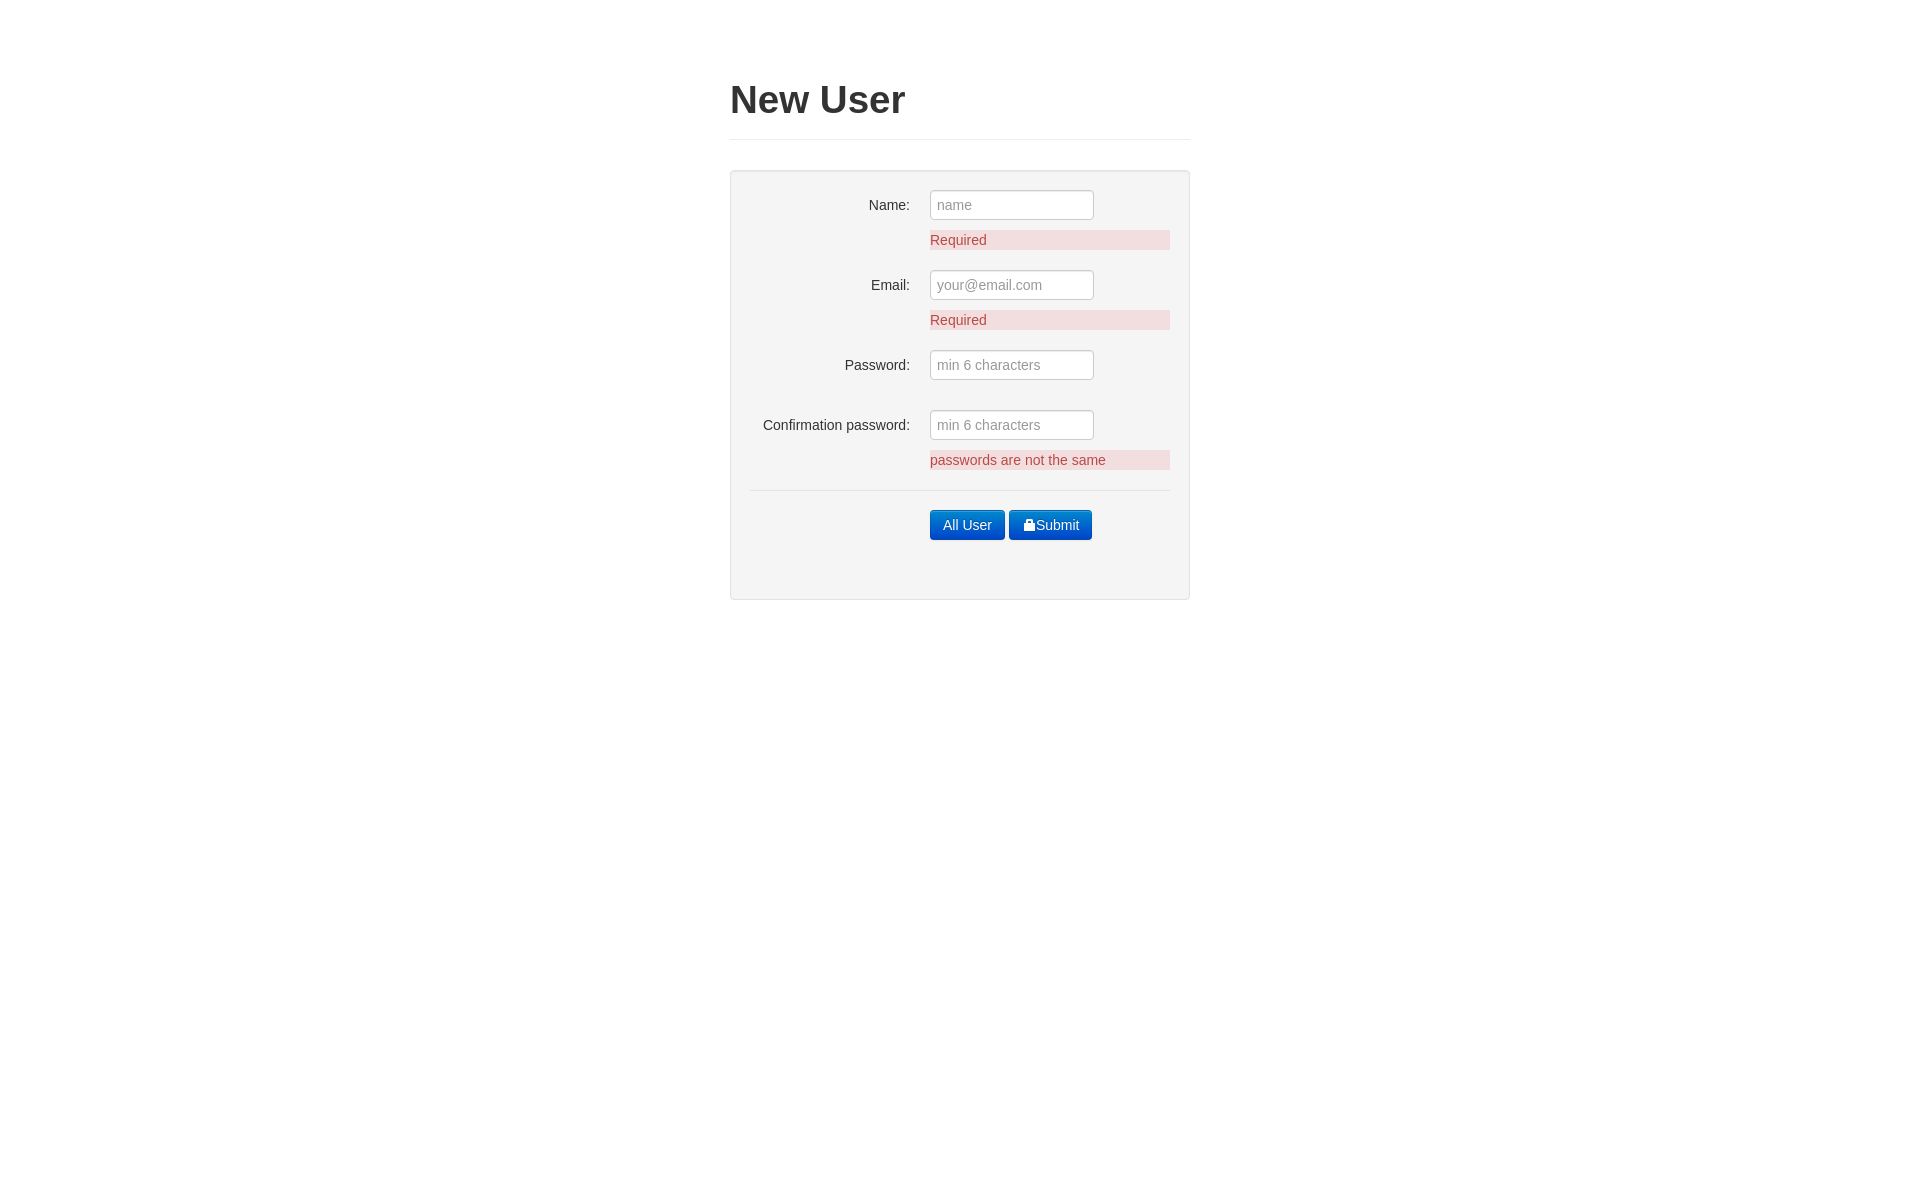 New User
Name: name
Required
Email: your@email.com
Required
Password: min 6 characters
Confirmation password: min 6 characters
passwords are not the same
All User Submit